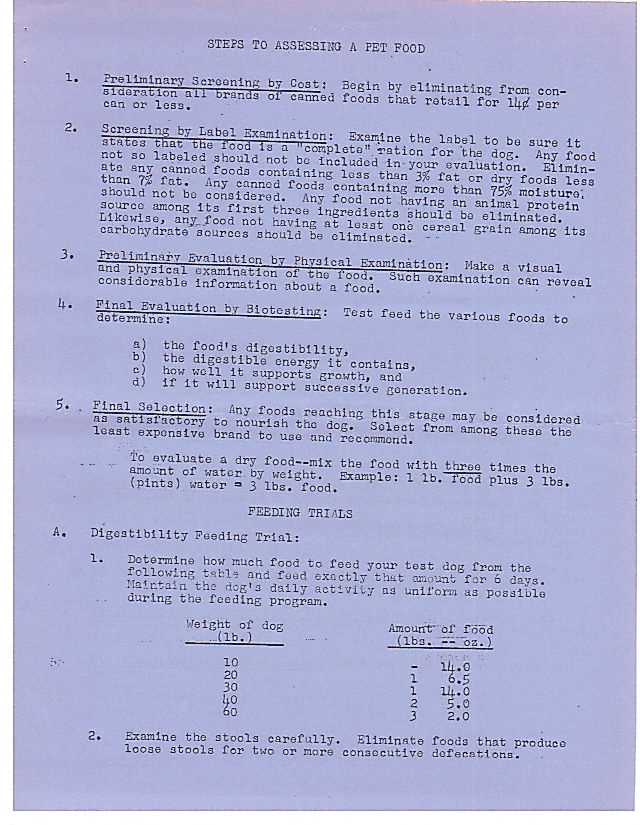 STEPS TO ASSESSING A PET FOOD
1. Preliminary Screening by Cost: Begin by eliminating from con-
sideration all brands of canned foods that retail for 14¢ per
can or less.
2. Screening by Label Examination: Examine the label to be sure it
states that the food is a "complete" ration for the dog. Any food
not so labeled should not be included in your evaluation. Elimin-
ate any canned foods containing less than 3% fat or dry foods less
than 7% fat. Any canned foods containing more than 75% moisture,
should not be considered. Any food not having an animal protein
source among its first three ingredients should be eliminated.
Likewise, any food not having at least one cereal grain among its
carbohydrate sources should be eliminated.
3. Preliminary Evaluation by Physical Examination: Make a visual
and physical examination of the food. Such examination can reveal
considerable information about a food.
4. Final Evaluation by Biotesting: Test feed the various foods to
determine:
a) the food's digestibility,
b) the digestible energy it contains,
c) how well it supports growth, and
d) if it will support successive generation.
5. Final Selection: Any foods reaching this stage may be considered
as satisfactory to nourish the dog. Select from among these the
least expensive brand to use and recommend.
To evaluate a dry food--mix the food with three times the
amount of water by weight. Example: 1 lb. food plus 3 lbs.
(pints) water = 3 lbs. food.
FEEDING TRIALS
A. Digestibility Feeding Trial:
1. Determine how much food to feed your test dog from the
following table and feed exactly that amount for 6 days.
Maintain the dog's daily activity as uniform as possible
during the feeding program.
Weight of dog Amount of food
(lb.) (lbs. -- oz.)
10 - 14.0
20 1 6.5
30 1 14.0
40 2 5.0
60 3 2.0
2. Examine the stools carefully. Eliminate foods that produce
loose stools for two or more consecutive defecations.